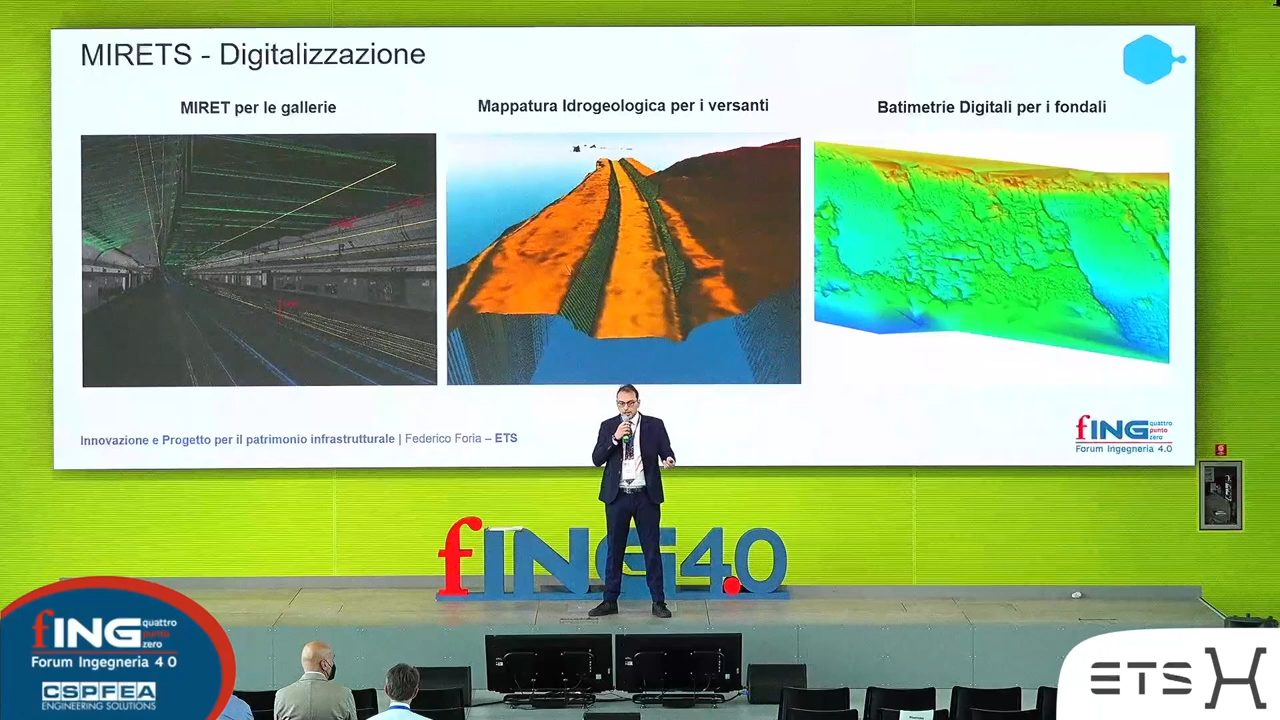 MIRETS - Digitalizzazione
MIRET per le gallerie
Mappatura Idrogeologica per i versanti
Batimetrie Digitali per i fondali
Innovazione e Progetto per il patrimonio infrastrutturale | Federico Foria – ETS
fING quattro punto zero
Forum Ingegneria 4.0
fING4.0
fING quattro punto zero
Forum Ingegneria 4 0
CSPFEA
ENGINEERING SOLUTIONS
ETS